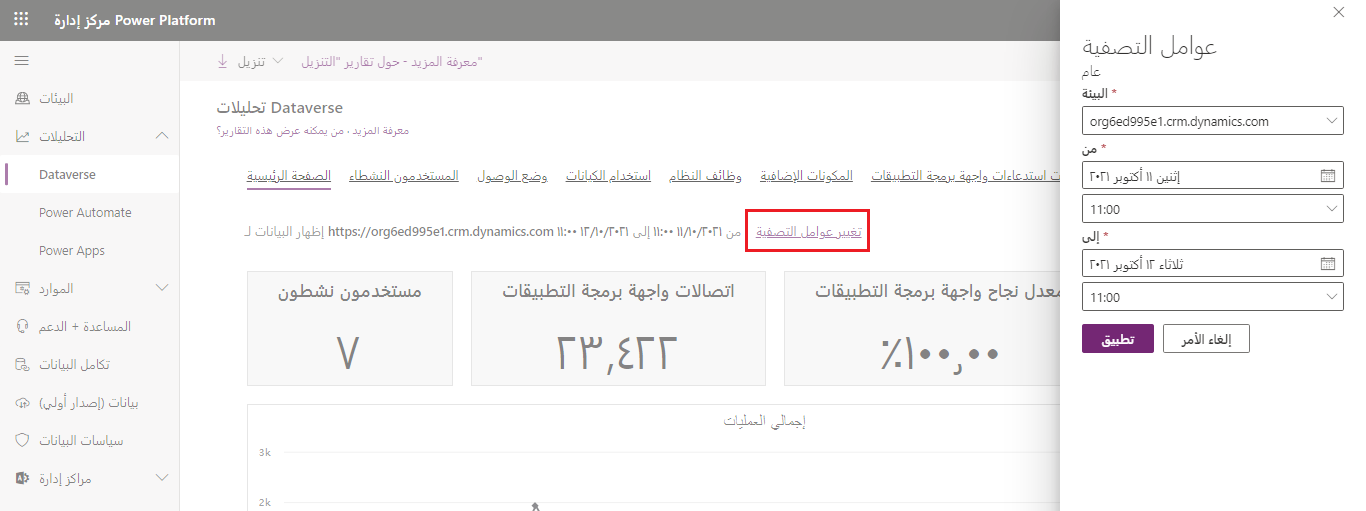 مركز إدارة Power Platform
البيئات
التحليلات
Dataverse
Power Automate
Power Apps
الموارد
المساعدة + الدعم
تكامل البيانات
بيانات (إصدار أولي)
سياسات البيانات
مراكز إدارة
تنزيل
"معرفة المزيد - حول تقارير "التنزيل
تحليلات Dataverse
معرفة المزيد ، من يمكنه عرض هذه التقارير؟
الصفحة الرئيسية
المستخدمون النشطاء
وضع الوصول
استخدام الكيانات
وظائف النظام
المكونات الإضافية
ت استدعاءات واجهة برمجة التطبيقات
إظهار البيانات لـ https://org6ed995e1.crm.dynamics.com من ١١/١٠/٢٠٢١ ١١:٠٠ إلى ١٢/١٠/٢٠٢١ ١١:٠٠ تغيير عوامل التصفية
مستخدمون نشطون
٧
اتصالات واجهة برمجة التطبيقات
٢٣,٤٢٢
معدل نجاح واجهة برمجة التطبيقات
٪١٠٠٫٠٠
إجمالي العمليات
3k
2k
عوامل التصفية
عام
البيئة *
org6ed995e1.crm.dynamics.com
من *
إثنين ١١ أكتوبر ٢٠٢١
11:00
إلى *
ثلاثاء ١٢ أكتوبر ٢٠٢١
11:00
تطبيق
إلغاء الأمر